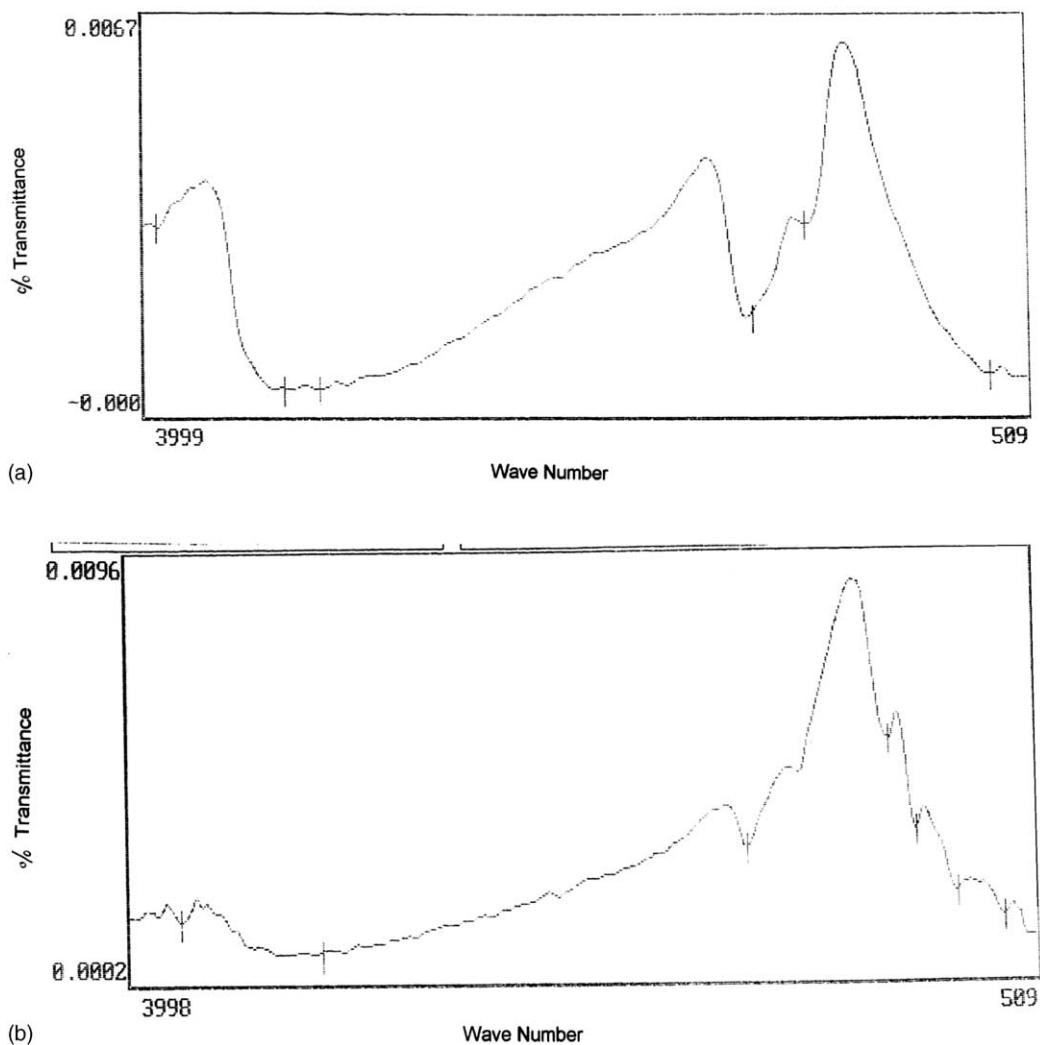 0.0067
% Transmittance
-0.000
3999
509
Wave Number
(a)
0.0096
% Transmittance
0.0002
3998
509
Wave Number
(b)